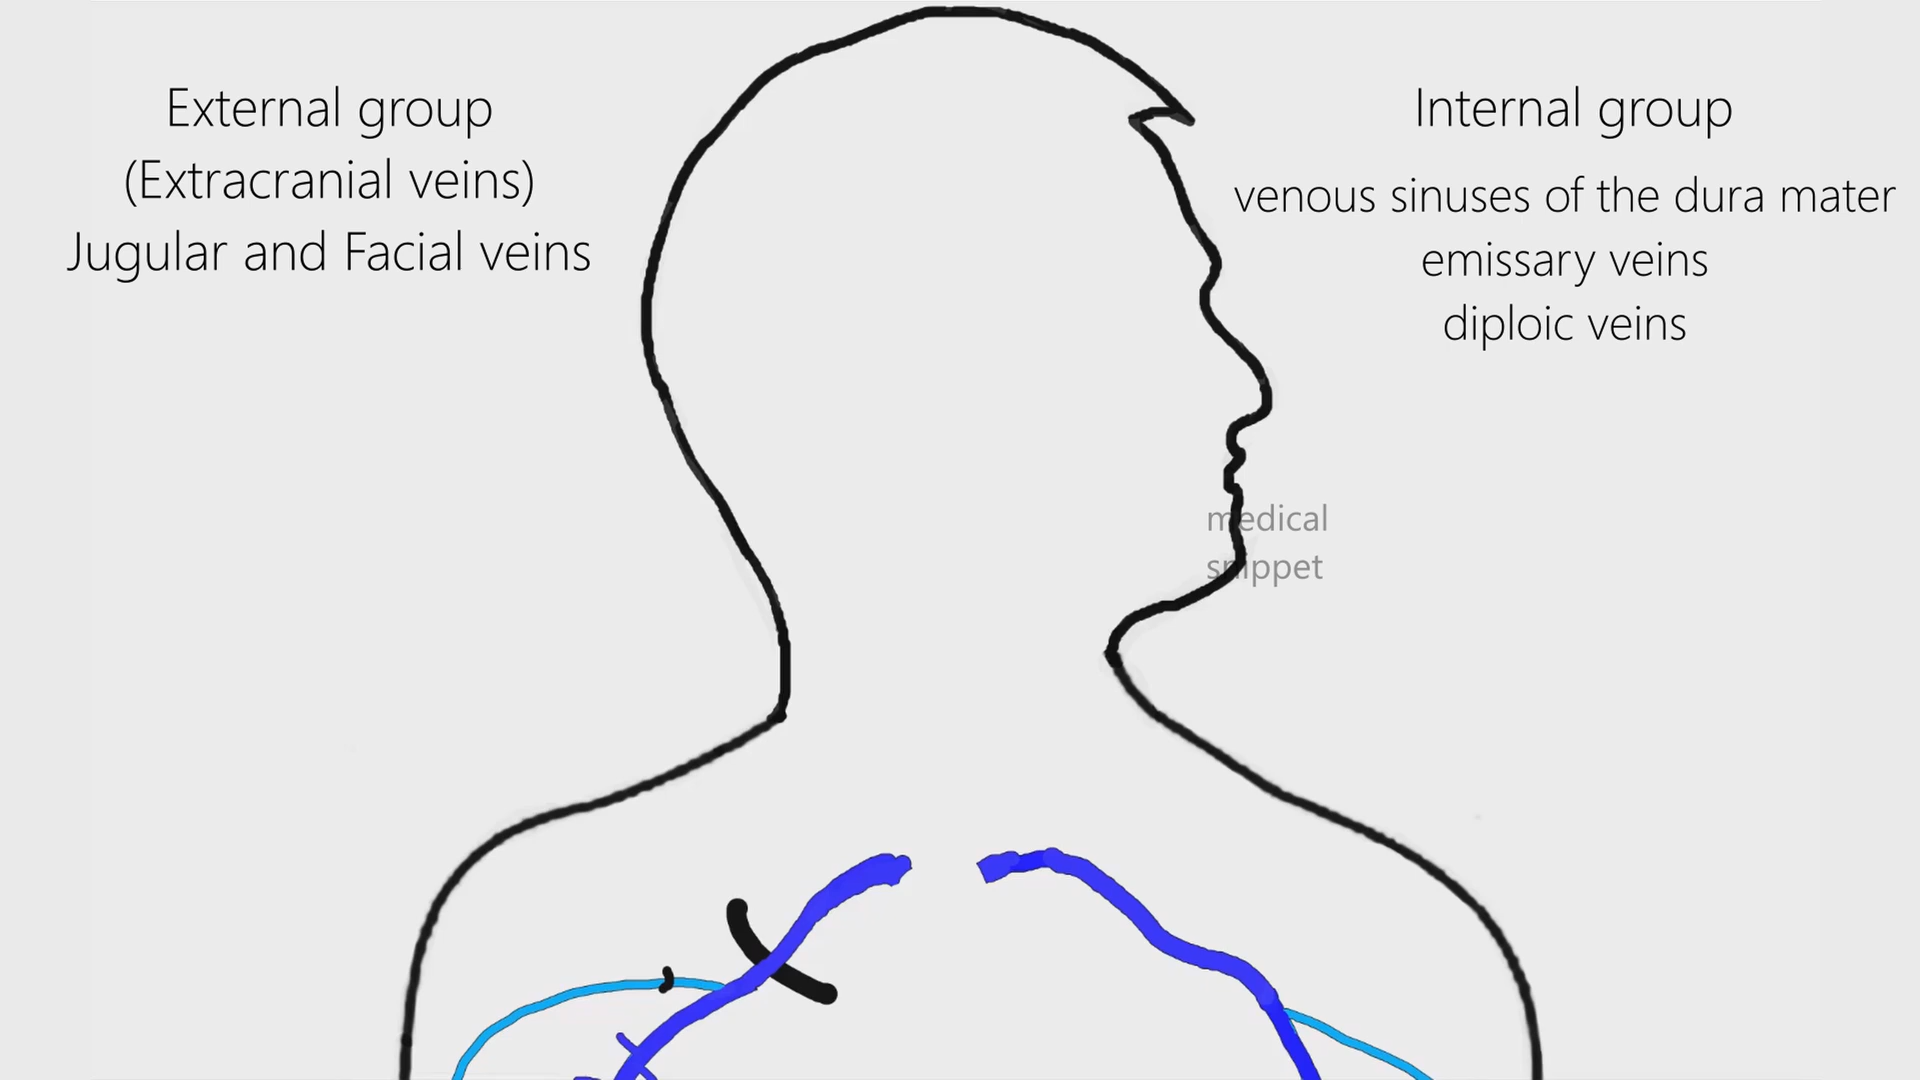 External group
(Extracranial veins)
Jugular and Facial veins
Internal group
venous sinuses of the dura mater
emissary veins
diploic veins
medical
snippet